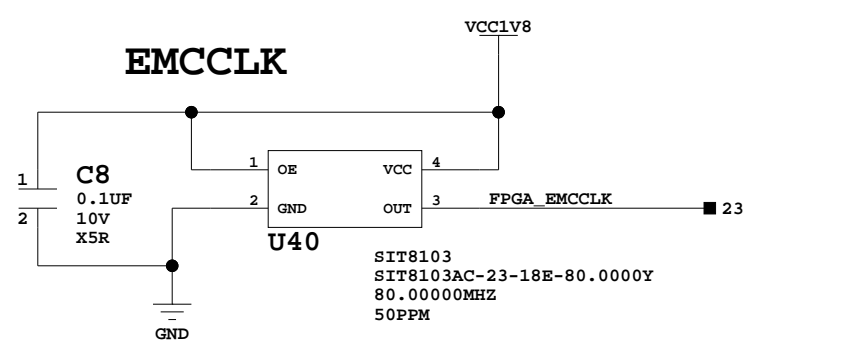 VCC1V8
EMCCLK
1 OE VCC 4
1 C8
0.1UF
2 GND OUT 3 FPGA_EMCCLK 23
2 10V
X5R
U40
SIT8103
SIT8103AC-23-18E-80.0000Y
80.00000MHZ
50PPM
GND